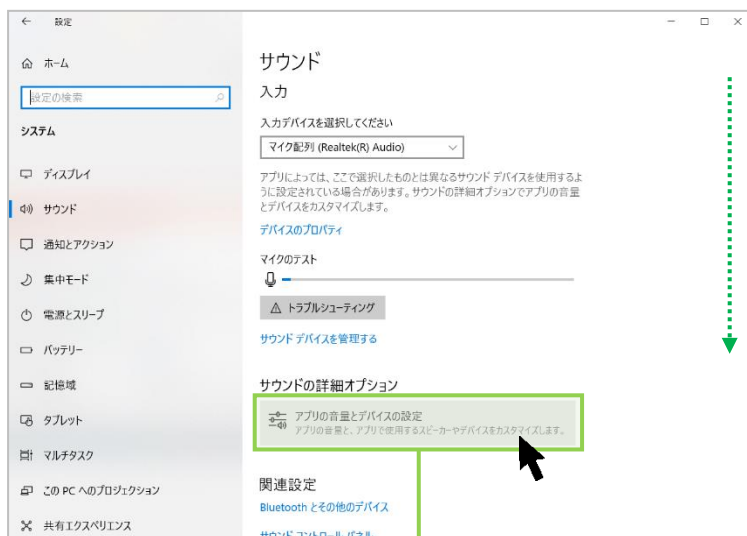 設定
ホーム
設定の検索
システム
ディスプレイ
サウンド
通知とアクション
集中モード
電源とスリープ
バッテリー
記憶域
タブレット
マルチタスク
この PC へのプロジェクション
共有エクスペリエンス
サウンド
入力
入力デバイスを選択してください
マイク配列 (Realtek(R) Audio)
アプリによっては、ここで選択したものとは異なるサウンド デバイスを使用するよ
うに設定されている場合があります。サウンドの詳細オプションでアプリの音量
とデバイスをカスタマイズします。
デバイスのプロパティ
マイクのテスト
トラブルシューティング
サウンド デバイスを管理する
サウンドの詳細オプション
アプリの音量とデバイスの設定
アプリの音量と、アプリで使用するスピーカーやデバイスをカスタマイズします。
関連設定
Bluetooth とその他のデバイス
サウンド コントロール パネル